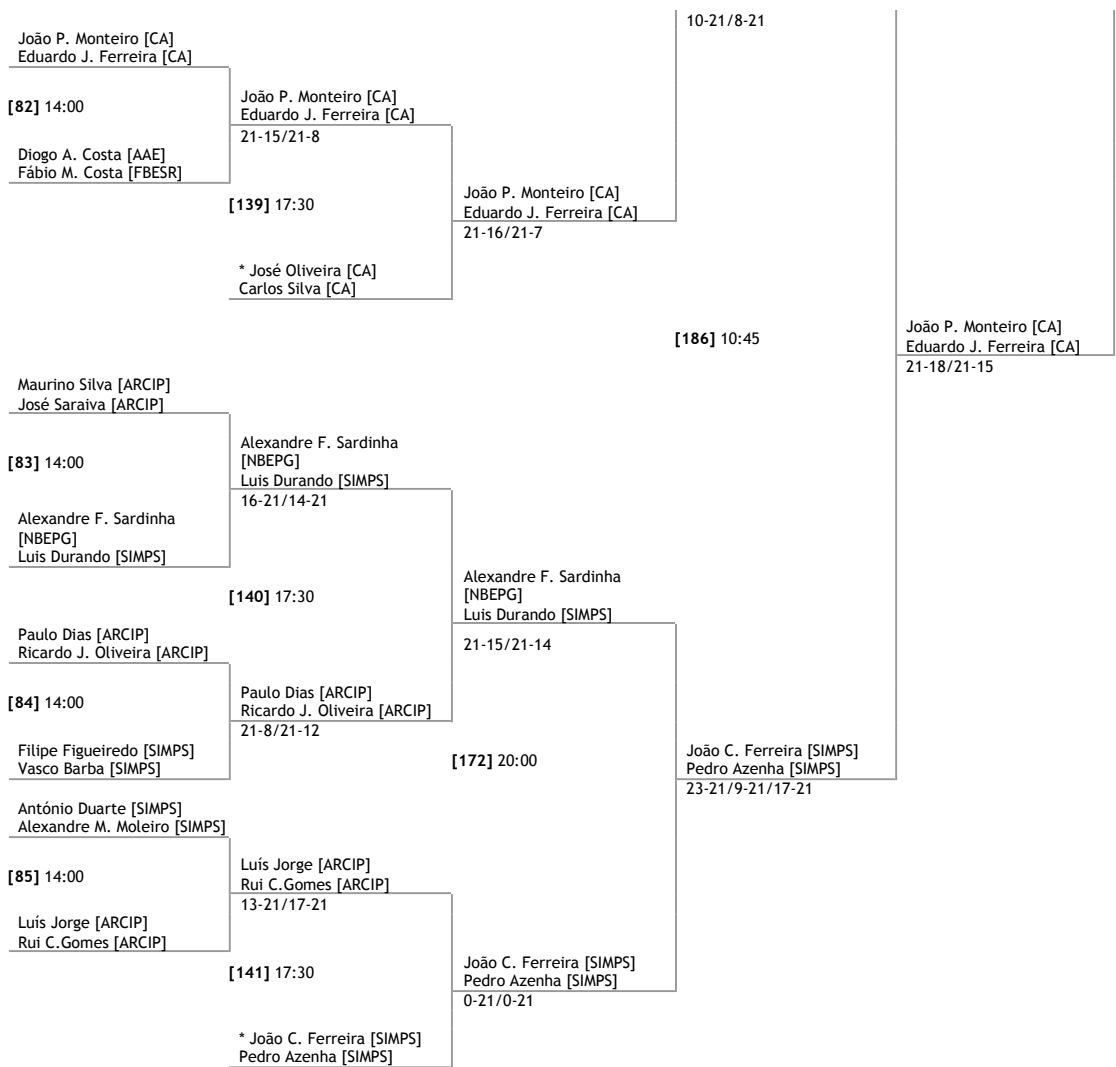 10-21/8-21
João P. Monteiro [CA]
Eduardo J. Ferreira [CA]
[82] 14:00
João P. Monteiro [CA]
Eduardo J. Ferreira [CA]
21-15/21-8
Diogo A. Costa [AAE]
Fábio M. Costa [FBESR]
[139] 17:30
João P. Monteiro [CA]
Eduardo J. Ferreira [CA]
21-16/21-7
* José Oliveira [CA]
Carlos Silva [CA]
[186] 10:45
João P. Monteiro [CA]
Eduardo J. Ferreira [CA]
21-18/21-15
Maurino Silva [ARCIP]
José Saraiva [ARCIP]
[83] 14:00
Alexandre F. Sardinha
[NBEPG]
Luis Durando [SIMPS]
16-21/14-21
Alexandre F. Sardinha
[NBEPG]
Luis Durando [SIMPS]
[140] 17:30
Alexandre F. Sardinha
[NBEPG]
Luis Durando [SIMPS]
21-15/21-14
Paulo Dias [ARCIP]
Ricardo J. Oliveira [ARCIP]
[84] 14:00
Paulo Dias [ARCIP]
Ricardo J. Oliveira [ARCIP]
21-8/21-12
Filipe Figueiredo [SIMPS]
Vasco Barba [SIMPS]
[172] 20:00
João C. Ferreira [SIMPS]
Pedro Azenha [SIMPS]
23-21/9-21/17-21
António Duarte [SIMPS]
Alexandre M. Moleiro [SIMPS]
[85] 14:00
Luís Jorge [ARCIP]
Rui C.Gomes [ARCIP]
13-21/17-21
Luís Jorge [ARCIP]
Rui C.Gomes [ARCIP]
[141] 17:30
João C. Ferreira [SIMPS]
Pedro Azenha [SIMPS]
0-21/0-21
* João C. Ferreira [SIMPS]
Pedro Azenha [SIMPS]